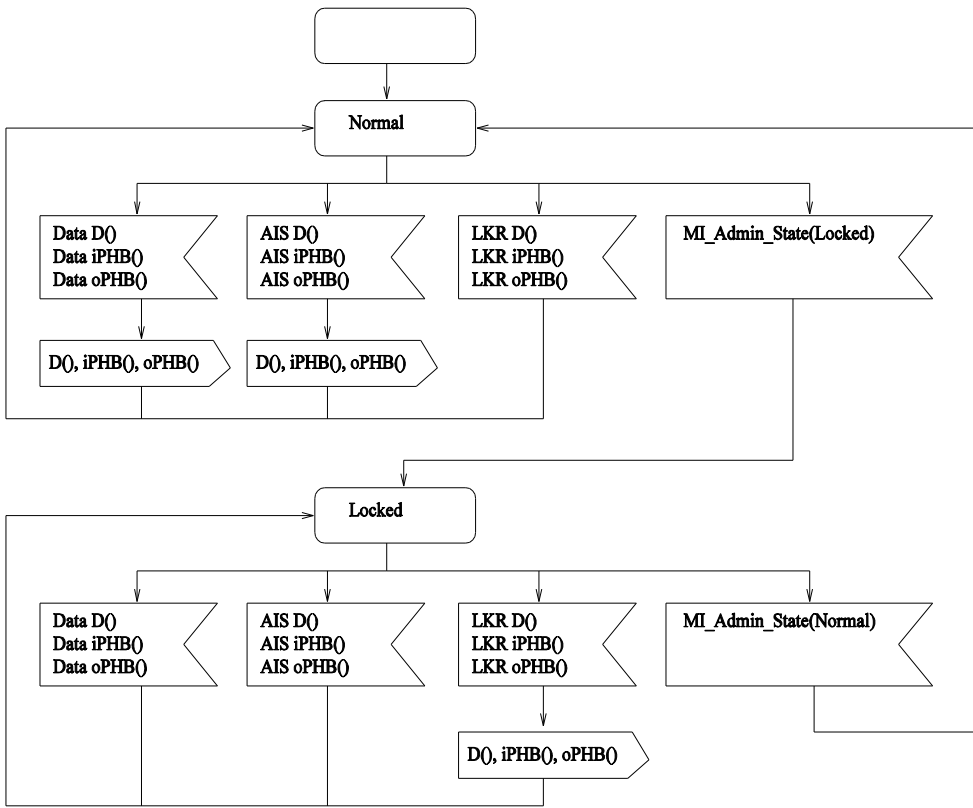 Normal
Data D()
Data iPHB()
Data oPHB()
AIS D()
AIS iPHB()
AIS oPHB()
LKR D()
LKR iPHB()
LKR oPHB()
MI_Admin_State(Locked)
D(), iPHB(), oPHB()
D(), iPHB(), oPHB()
Locked
Data D()
Data iPHB()
Data oPHB()
AIS D()
AIS iPHB()
AIS oPHB()
LKR D()
LKR iPHB()
LKR oPHB()
MI_Admin_State(Normal)
D(), iPHB(), oPHB()